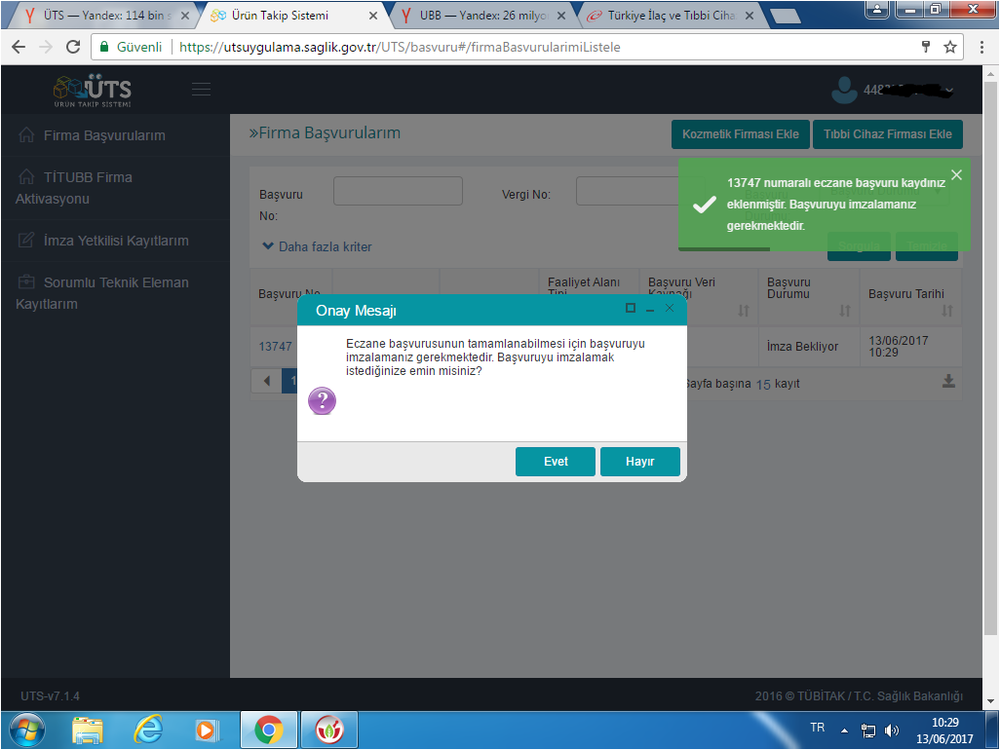 ÜTS — Yandex: 114 bin s
Ürün Takip Sistemi
UBB — Yandex: 26 milyo
Türkiye İlaç ve Tıbbi Ciha
Güvenli
https://utsuygulama.saglik.gov.tr/UTS/basvuru#/firmaBasvurularimiListele
ÜTS
ÜRÜN TAKİP SİSTEMİ
Firma Başvurularım
TİTUBB Firma
Aktivasyonu
İmza Yetkilisi Kayıtlarım
Sorumlu Teknik Eleman
Kayıtlarım
»Firma Başvurularım
Kozmetik Firması Ekle
Tıbbi Cihaz Firması Ekle
13747 numaralı eczane başvuru kaydınız
eklenmiştir. Başvuruyu imzalamanız
gerekmektedir.
Başvuru
No:
Vergi No:
Daha fazla kriter
Başvuru No
Faaliyet Alanı
Tipi
Başvuru Veri
Kaynağı
Başvuru
Durumu
Başvuru Tarihi
13747
İmza Bekliyor
13/06/2017
10:29
1
Sayfa başına 15 kayıt
Onay Mesajı
Eczane başvurusunun tamamlanabilmesi için başvuruyu
imzalamanız gerekmektedir. Başvuruyu imzalamak
istediğinize emin misiniz?
Evet
Hayır
UTS-v7.1.4
2016 © TÜBİTAK / T.C. Sağlık Bakanlığı
TR
10:29
13/06/2017